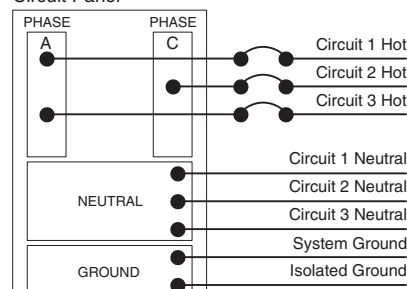 Circuit Panel
PHASE PHASE
A C
Circuit 1 Hot
Circuit 2 Hot
Circuit 3 Hot
Circuit 1 Neutral
Circuit 2 Neutral
NEUTRAL
Circuit 3 Neutral
System Ground
GROUND
Isolated Ground